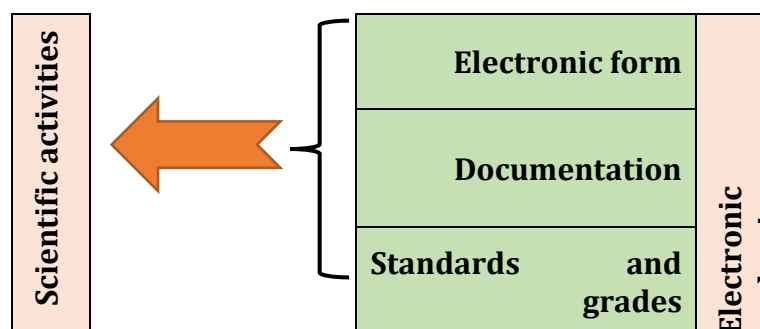 Scientific activities
Electronic form
Documentation
Standards and
grades
Electronic